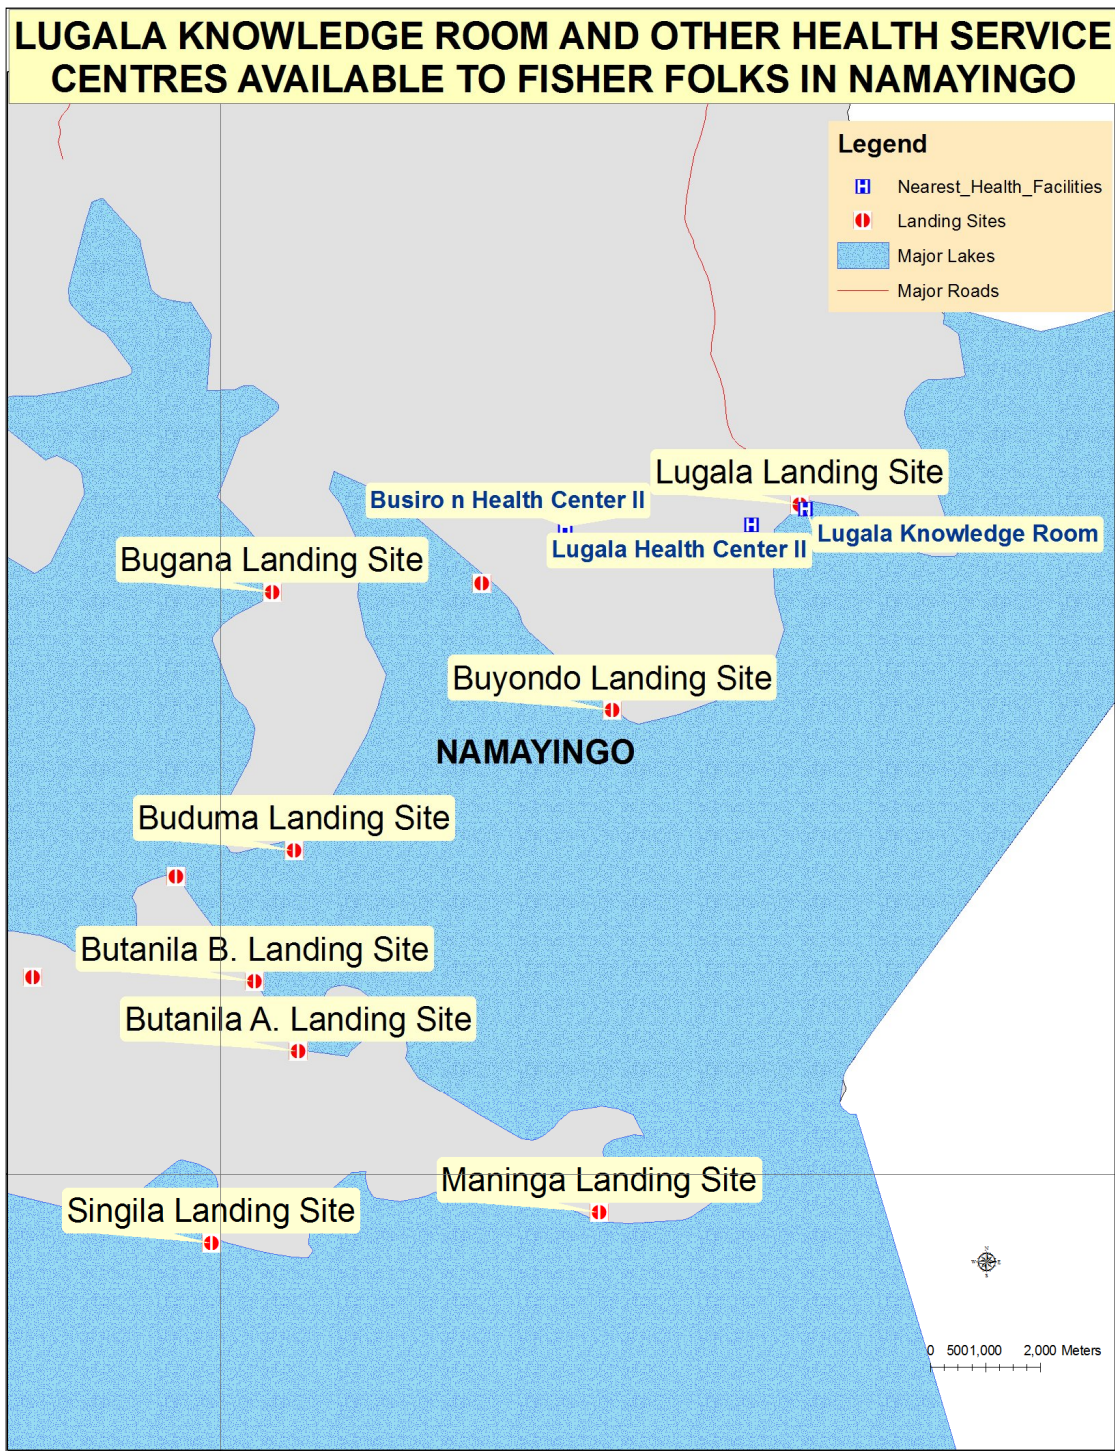 LUGALA KNOWLEDGE ROOM AND OTHER HEALTH SERVICE
CENTRES AVAILABLE TO FISHER FOLKS IN NAMAYINGO
Legend
Nearest_Health_Facilities
Landing Sites
Major Lakes
Major Roads
Lugala Landing Site
Busiro n Health Center II
Lugala Knowledge Room
Lugala Health Center II
Bugana Landing Site
Buyondo Landing Site
NAMAYINGO
Buduma Landing Site
Butanila B. Landing Site
Butanila A. Landing Site
Maninga Landing Site
Singila Landing Site
N
W E
S
0 500 1,000 2,000 Meters